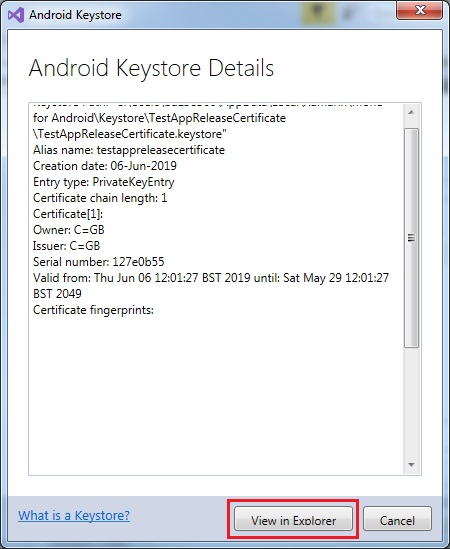 Android Keystore
Android Keystore Details
for Android\Keystore\TestAppReleaseCertificate
\TestAppReleaseCertificate.keystore"
Alias name: testappreleasecertificate
Creation date: 06-Jun-2019
Entry type: PrivateKeyEntry
Certificate chain length: 1
Certificate[1]:
Owner: C=GB
Issuer: C=GB
Serial number: 127e0b55
Valid from: Thu Jun 06 12:01:27 BST 2019 until: Sat May 29 12:01:27
BST 2049
Certificate fingerprints:
What is a Keystore?
View in Explorer
Cancel